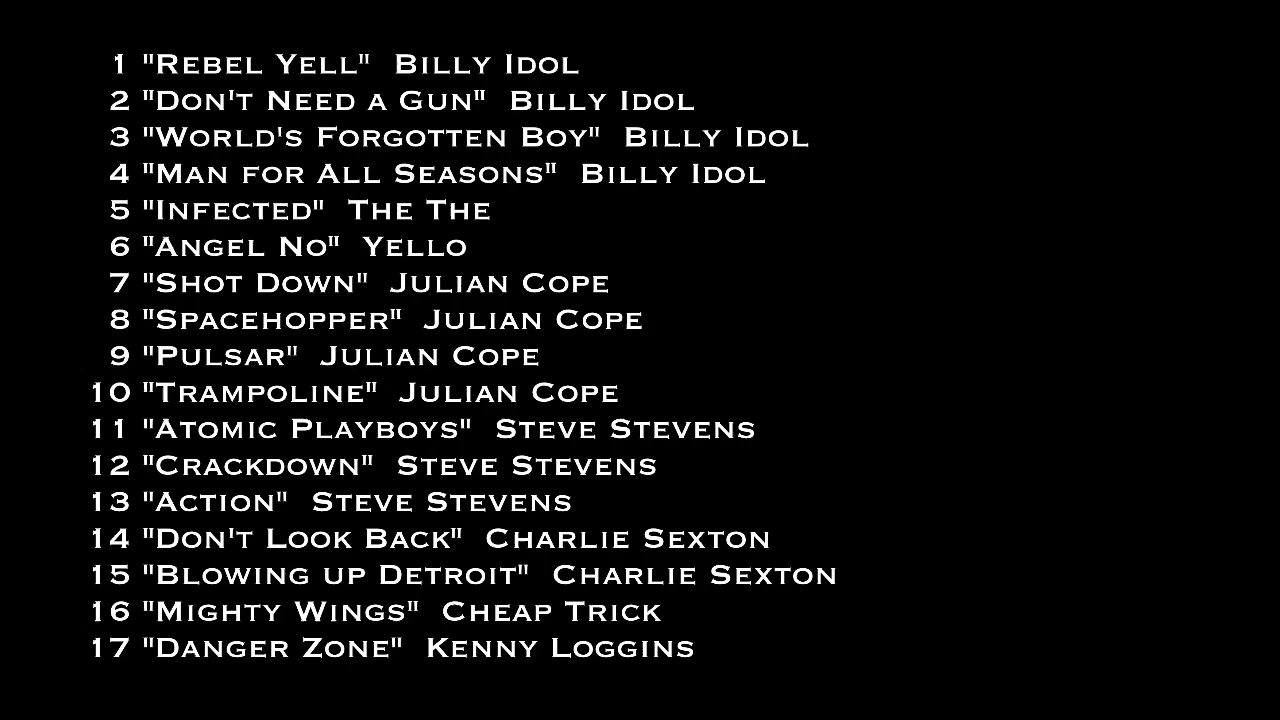 1 "Rebel Yell" Billy Idol
2 "Don't Need a Gun" Billy Idol
3 "World's Forgotten Boy" Billy Idol
4 "Man for All Seasons" Billy Idol
5 "Infected" The The
6 "Angel No" Yello
7 "Shot Down" Julian Cope
8 "Spacehopper" Julian Cope
9 "Pulsar" Julian Cope
10 "Trampoline" Julian Cope
11 "Atomic Playboys" Steve Stevens
12 "Crackdown" Steve Stevens
13 "Action" Steve Stevens
14 "Don't Look Back" Charlie Sexton
15 "Blowing up Detroit" Charlie Sexton
16 "Mighty Wings" Cheap Trick
17 "Danger Zone" Kenny Loggins